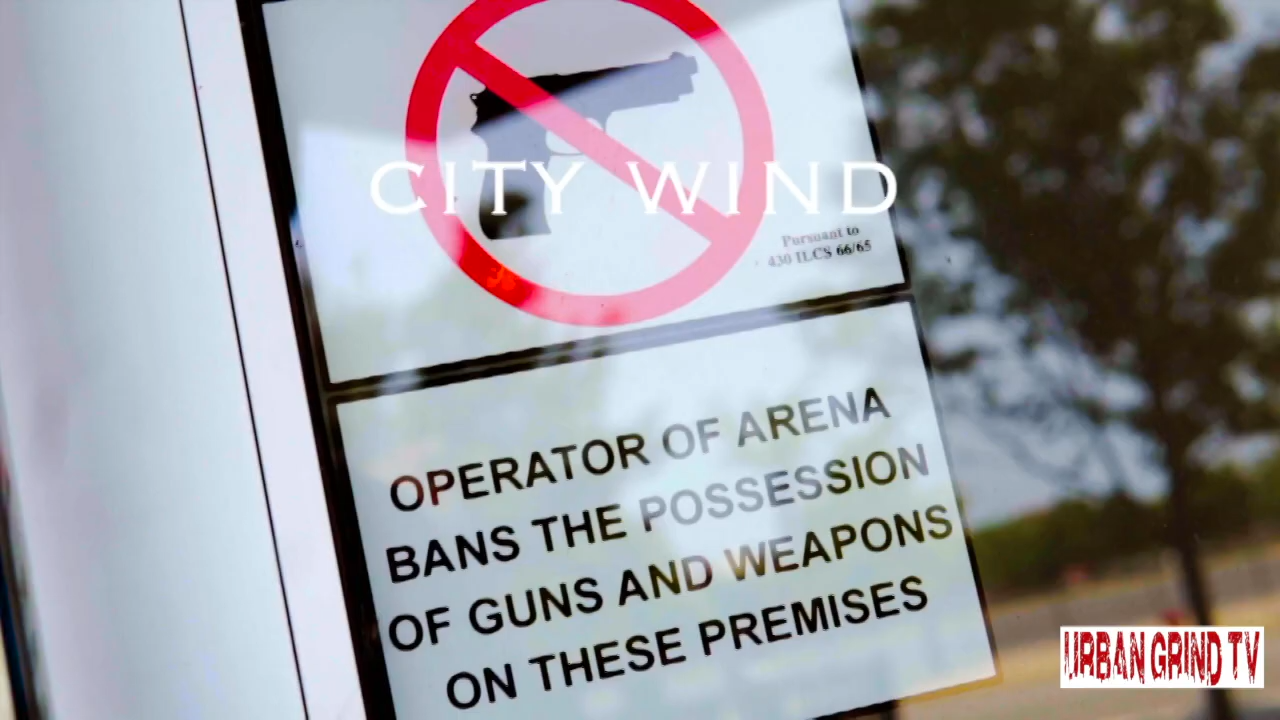 CITY WIND
Pursuant to
430 ILCS 66/65
OPERATOR OF ARENA
BANS THE POSSESSION
OF GUNS AND WEAPONS
ON THESE PREMISES
URBAN GRIND TV